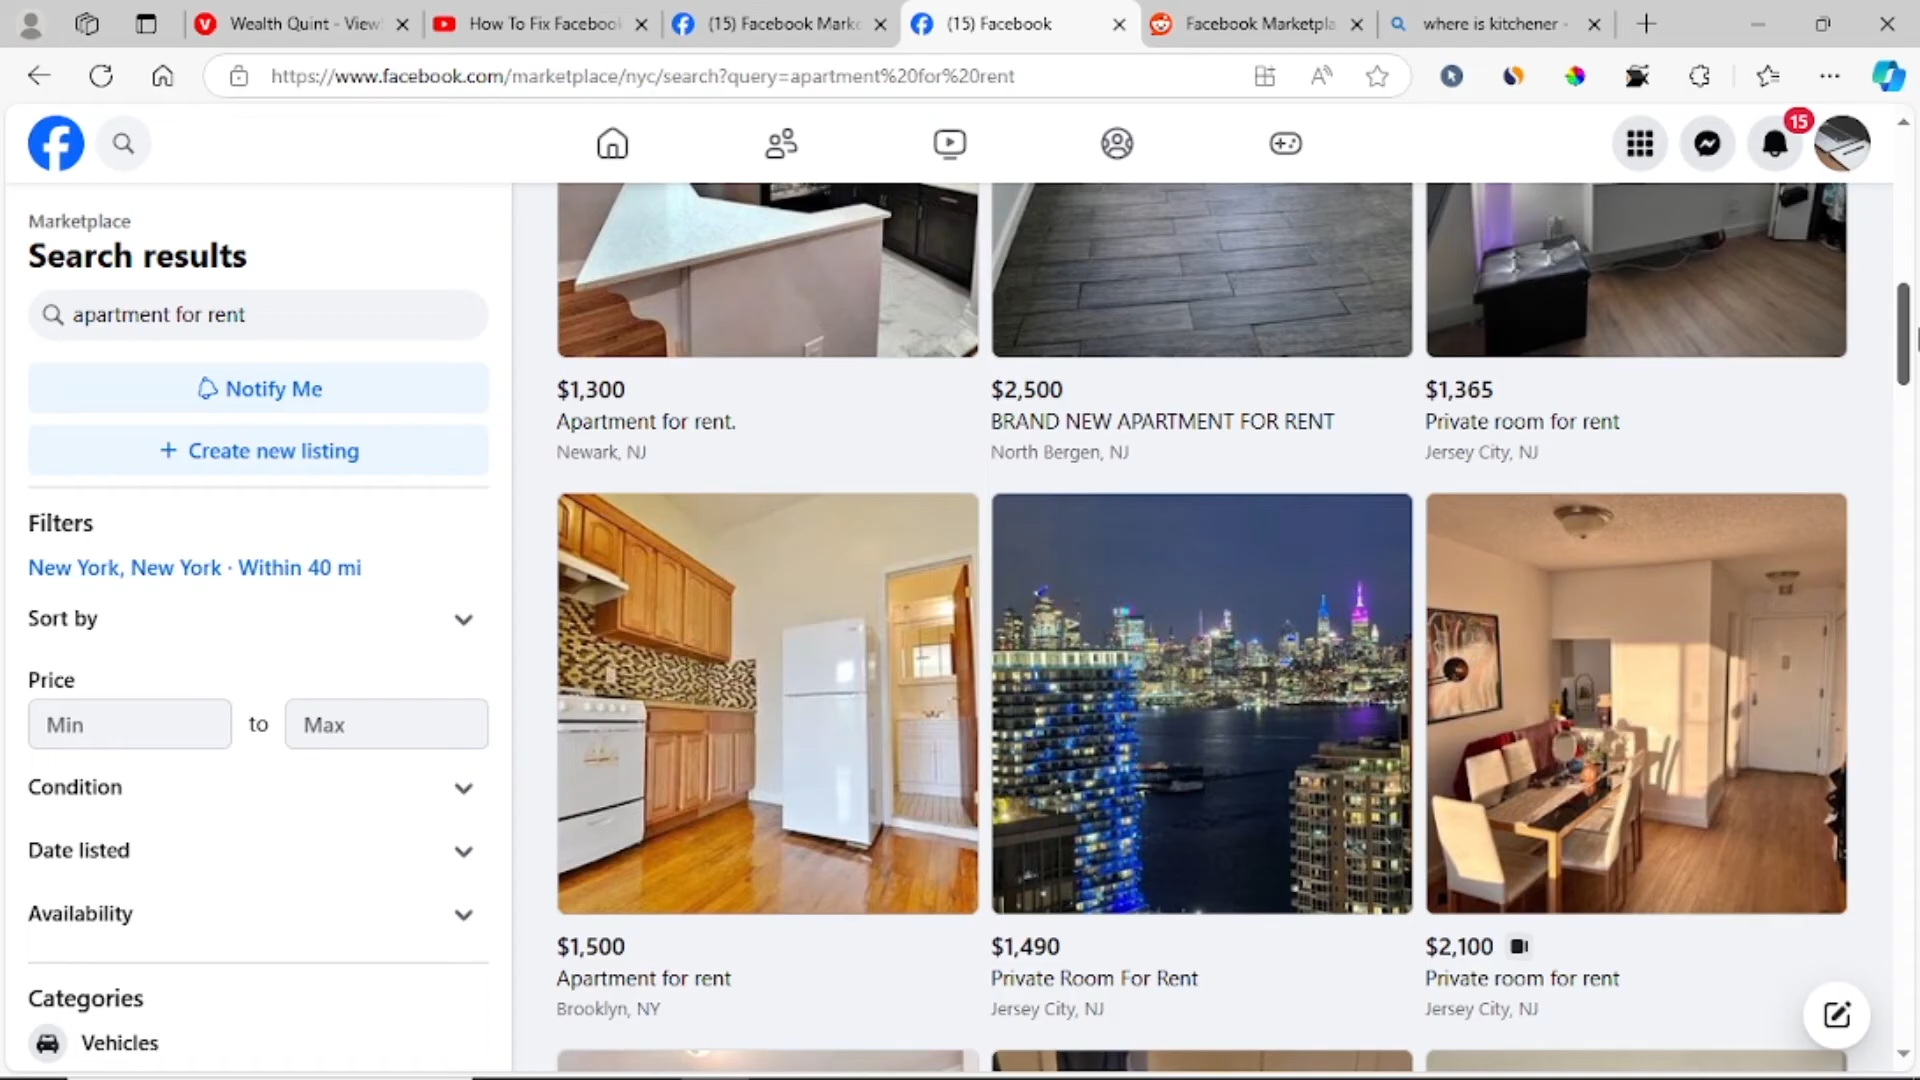 Wealth Quint - View
How To Fix Facebook
(15) Facebook Marke
(15) Facebook
Facebook Marketpla
where is kitchener -
https://www.facebook.com/marketplace/nyc/search?query=apartment%20for%20rent
15
Marketplace
Search results
apartment for rent
Notify Me
+ Create new listing
Filters
New York, New York · Within 40 mi
Sort by
Price
Min to Max
Condition
Date listed
Availability
Categories
Vehicles
$1,300
Apartment for rent.
Newark, NJ
$2,500
BRAND NEW APARTMENT FOR RENT
North Bergen, NJ
$1,365
Private room for rent
Jersey City, NJ
$1,500
Apartment for rent
Brooklyn, NY
$1,490
Private Room For Rent
Jersey City, NJ
$2,100
Private room for rent
Jersey City, NJ